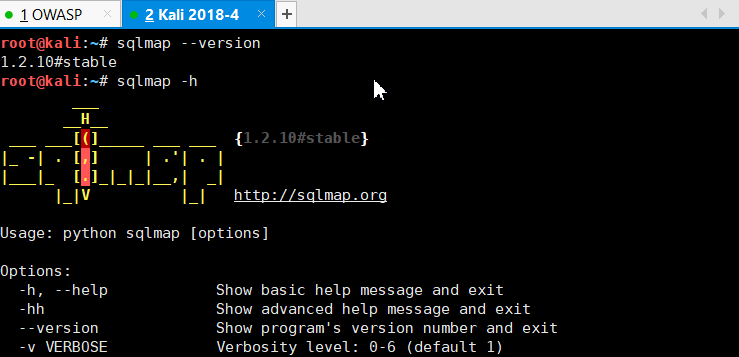 1 OWASP × 2 Kali 2018-4 × +
root@kali:~# sqlmap --version
1.2.10#stable
root@kali:~# sqlmap -h
        ___
       __H__
 ___ ___[(]_____ ___ ___  {1.2.10#stable}
|_ -| . [,]     | .'| . |
|___|_  [.]_|_|_|__,|  _|
      |_|V          |_|   http://sqlmap.org
Usage: python sqlmap [options]
Options:
  -h, --help            Show basic help message and exit
  -hh                   Show advanced help message and exit
  --version             Show program's version number and exit
  -v VERBOSE            Verbosity level: 0-6 (default 1)